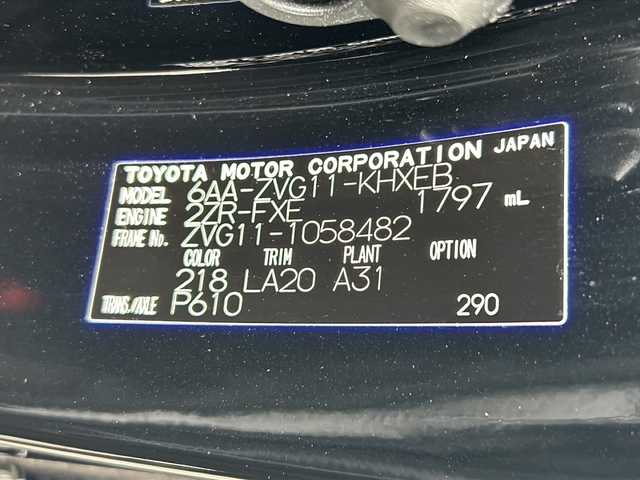 TOYOTA MOTOR CORPORATION JAPAN
MODEL 6AA-ZVG11-KHXEB
ENGINE 2ZR-FXE 1797 mL
FRAME No. ZVG11-1058482
COLOR TRIM PLANT OPTION
218 LA20 A31
TRANS./AXLE P610 290